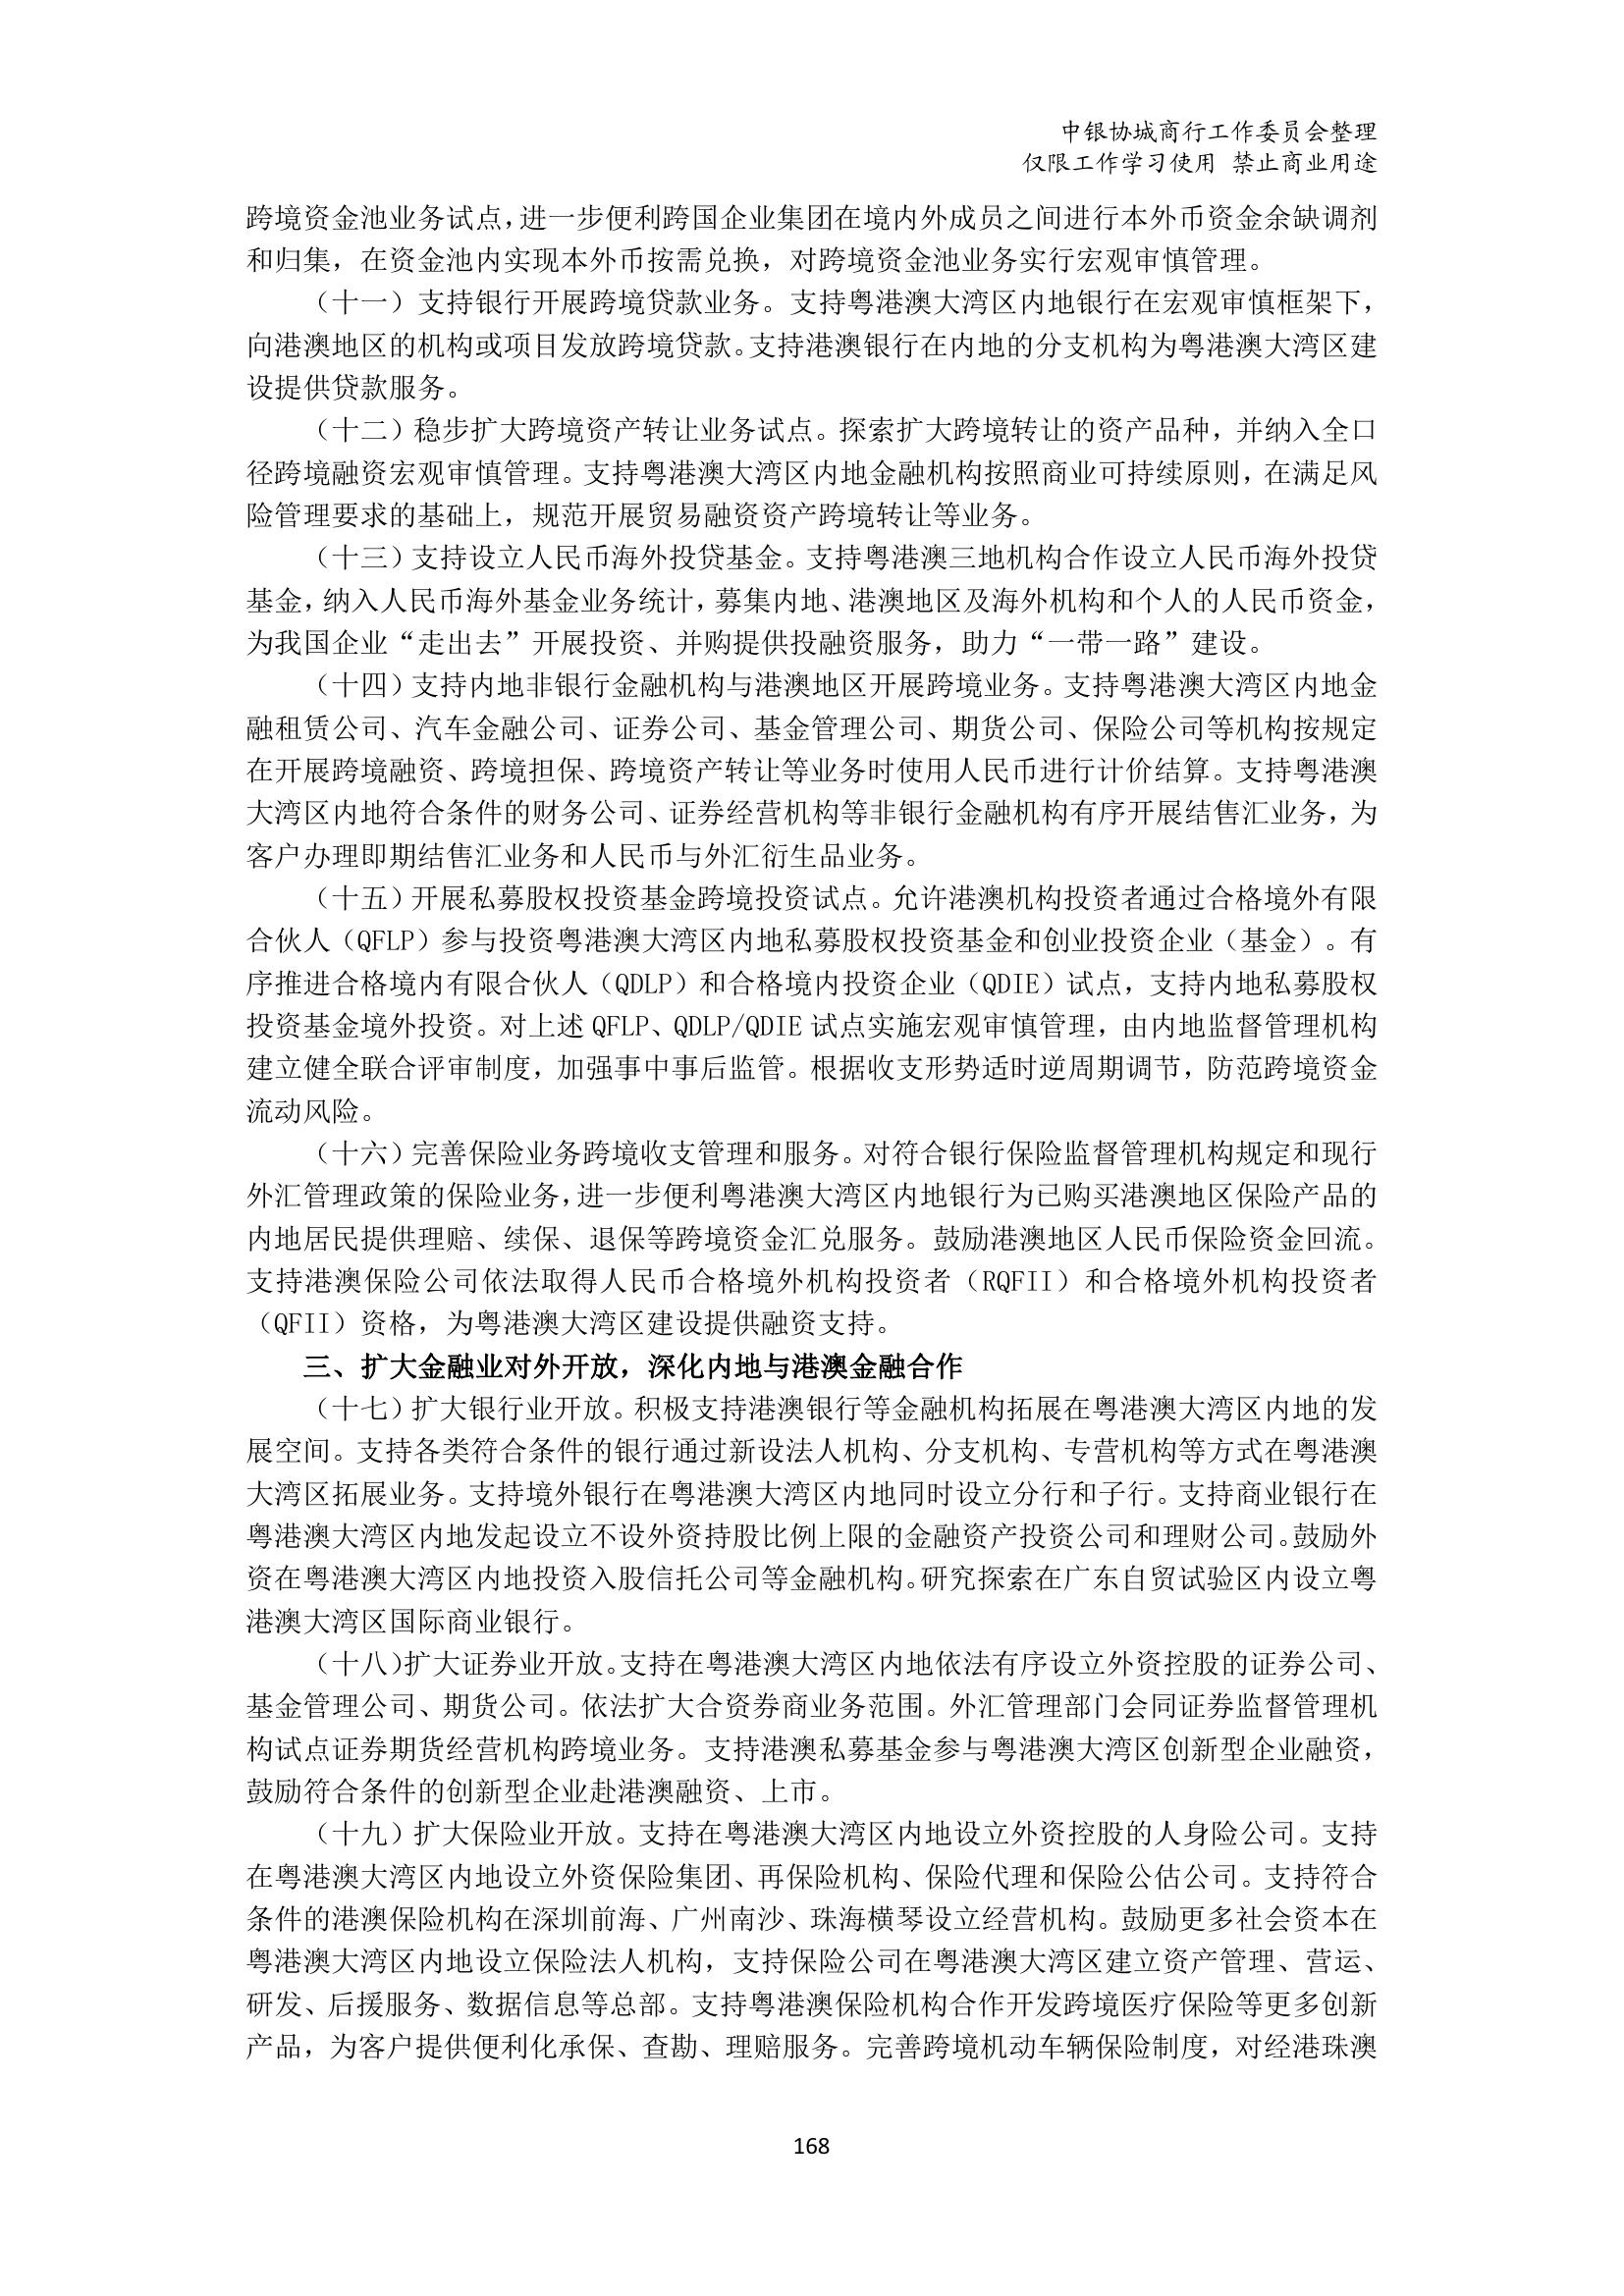 中银协城商行工作委员会整理
仅限工作学习使用 禁止商业用途
跨境资金池业务试点，进一步便利跨国企业集团在境内外成员之间进行本外币资金余缺调剂
和归集，在资金池内实现本外币按需兑换，对跨境资金池业务实行宏观审慎管理。
（十一）支持银行开展跨境贷款业务。支持粤港澳大湾区内地银行在宏观审慎框架下，
向港澳地区的机构或项目发放跨境贷款。支持港澳银行在内地的分支机构为粤港澳大湾区建
设提供贷款服务。
（十二）稳步扩大跨境资产转让业务试点。探索扩大跨境转让的资产品种，并纳入全口
径跨境融资宏观审慎管理。支持粤港澳大湾区内地金融机构按照商业可持续原则，在满足风
险管理要求的基础上，规范开展贸易融资资产跨境转让等业务。
（十三）支持设立人民币海外投贷基金。支持粤港澳三地机构合作设立人民币海外投贷
基金，纳入人民币海外基金业务统计，募集内地、港澳地区及海外机构和个人的人民币资金，
为我国企业“走出去”开展投资、并购提供投融资服务，助力“一带一路”建设。
（十四）支持内地非银行金融机构与港澳地区开展跨境业务。支持粤港澳大湾区内地金
融租赁公司、汽车金融公司、证券公司、基金管理公司、期货公司、保险公司等机构按规定
在开展跨境融资、跨境担保、跨境资产转让等业务时使用人民币进行计价结算。支持粤港澳
大湾区内地符合条件的财务公司、证券经营机构等非银行金融机构有序开展结售汇业务，为
客户办理即期结售汇业务和人民币与外汇衍生品业务。
（十五）开展私募股权投资基金跨境投资试点。允许港澳机构投资者通过合格境外有限
合伙人（QFLP）参与投资粤港澳大湾区内地私募股权投资基金和创业投资企业（基金）。有
序推进合格境内有限合伙人（QDLP）和合格境内投资企业（QDIE）试点，支持内地私募股权
投资基金境外投资。对上述 QFLP、QDLP/QDIE 试点实施宏观审慎管理，由内地监督管理机构
建立健全联合评审制度，加强事中事后监管。根据收支形势适时逆周期调节，防范跨境资金
流动风险。
（十六）完善保险业务跨境收支管理和服务。对符合银行保险监督管理机构规定和现行
外汇管理政策的保险业务，进一步便利粤港澳大湾区内地银行为已购买港澳地区保险产品的
内地居民提供理赔、续保、退保等跨境资金汇兑服务。鼓励港澳地区人民币保险资金回流。
支持港澳保险公司依法取得人民币合格境外机构投资者（RQFII）和合格境外机构投资者
（QFII）资格，为粤港澳大湾区建设提供融资支持。
三、扩大金融业对外开放，深化内地与港澳金融合作
（十七）扩大银行业开放。积极支持港澳银行等金融机构拓展在粤港澳大湾区内地的发
展空间。支持各类符合条件的银行通过新设法人机构、分支机构、专营机构等方式在粤港澳
大湾区拓展业务。支持境外银行在粤港澳大湾区内地同时设立分行和子行。支持商业银行在
粤港澳大湾区内地发起设立不设外资持股比例上限的金融资产投资公司和理财公司。鼓励外
资在粤港澳大湾区内地投资入股信托公司等金融机构。研究探索在广东自贸试验区内设立粤
港澳大湾区国际商业银行。
（十八）扩大证券业开放。支持在粤港澳大湾区内地依法有序设立外资控股的证券公司、
基金管理公司、期货公司。依法扩大合资券商业务范围。外汇管理部门会同证券监督管理机
构试点证券期货经营机构跨境业务。支持港澳私募基金参与粤港澳大湾区创新型企业融资，
鼓励符合条件的创新型企业赴港澳融资、上市。
（十九）扩大保险业开放。支持在粤港澳大湾区内地设立外资控股的人身险公司。支持
在粤港澳大湾区内地设立外资保险集团、再保险机构、保险代理和保险公估公司。支持符合
条件的港澳保险机构在深圳前海、广州南沙、珠海横琴设立经营机构。鼓励更多社会资本在
粤港澳大湾区内地设立保险法人机构，支持保险公司在粤港澳大湾区建立资产管理、营运、
研发、后援服务、数据信息等总部。支持粤港澳保险机构合作开发跨境医疗保险等更多创新
产品，为客户提供便利化承保、查勘、理赔服务。完善跨境机动车辆保险制度，对经港珠澳
168